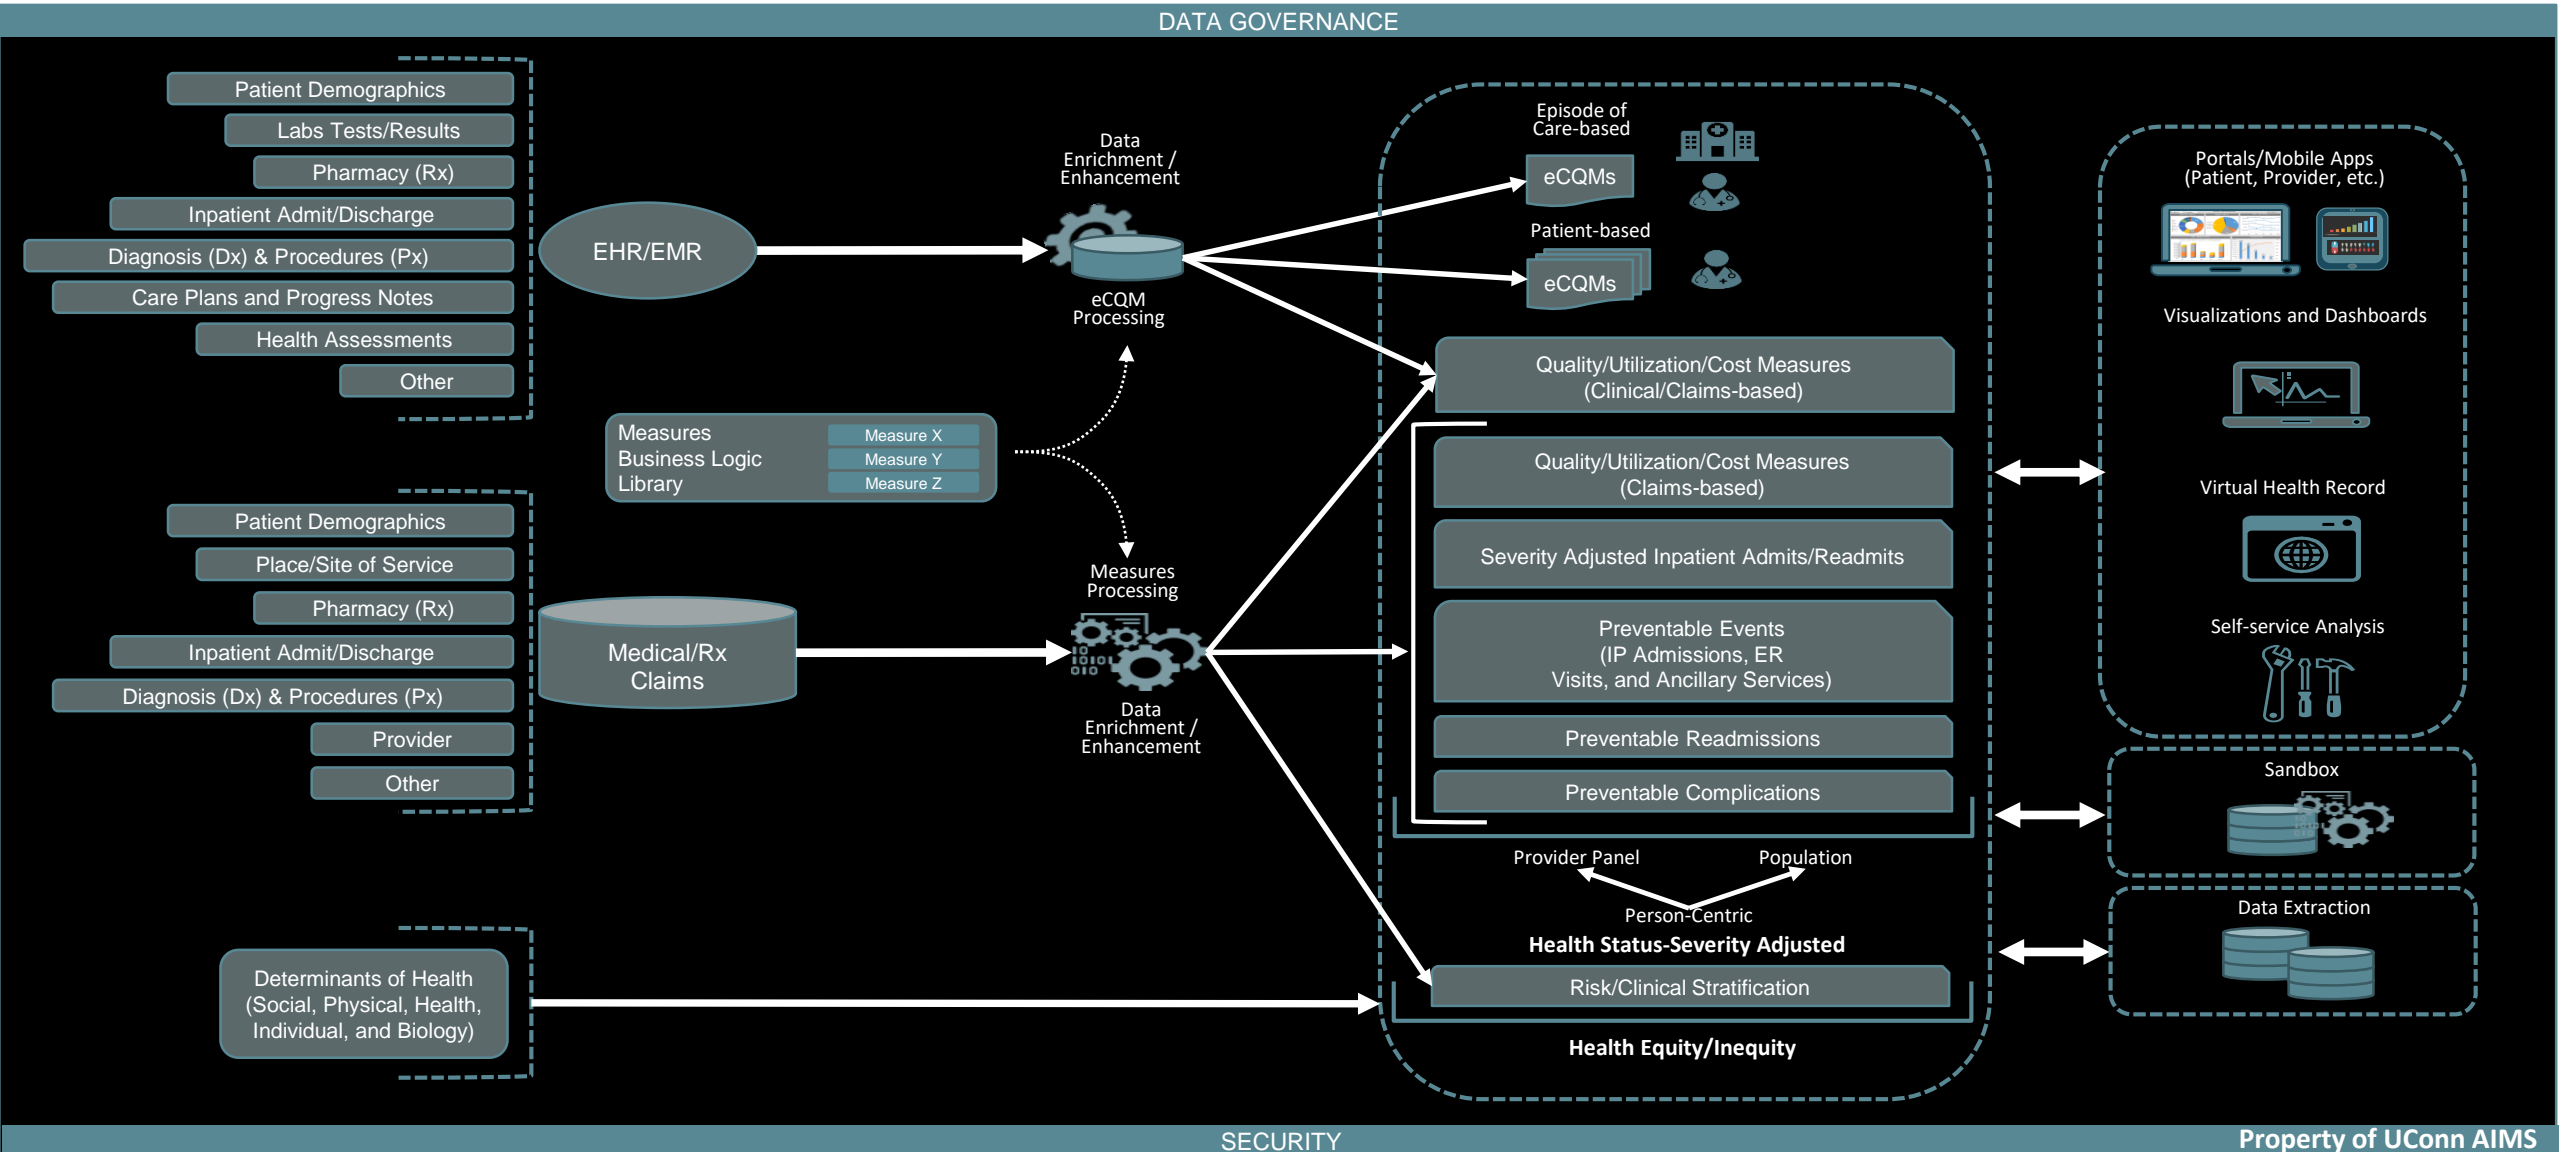 DATA GOVERNANCE
Patient Demographics
Labs Tests/Results
Pharmacy (Rx)
Inpatient Admit/Discharge
Diagnosis (Dx) & Procedures (Px)
Care Plans and Progress Notes
Health Assessments
Other
EHR/EMR
Data
Enrichment /
Enhancement
eCQM
Processing
Measures
Business Logic
Library
Measure X
Measure Y
Measure Z
Patient Demographics
Place/Site of Service
Pharmacy (Rx)
Inpatient Admit/Discharge
Diagnosis (Dx) & Procedures (Px)
Provider
Other
Medical/Rx
Claims
Measures
Processing
Data
Enrichment /
Enhancement
Determinants of Health
(Social, Physical, Health,
Individual, and Biology)
Episode of
Care-based
eCQMs
Patient-based
eCQMs
Quality/Utilization/Cost Measures
(Clinical/Claims-based)
Quality/Utilization/Cost Measures
(Claims-based)
Severity Adjusted Inpatient Admits/Readmits
Preventable Events
(IP Admissions, ER
Visits, and Ancillary Services)
Preventable Readmissions
Preventable Complications
Provider Panel
Population
Person-Centric
Health Status-Severity Adjusted
Risk/Clinical Stratification
Health Equity/Inequity
Portals/Mobile Apps
(Patient, Provider, etc.)
Visualizations and Dashboards
Virtual Health Record
Self-service Analysis
Sandbox
Data Extraction
SECURITY
Property of UConn AIMS